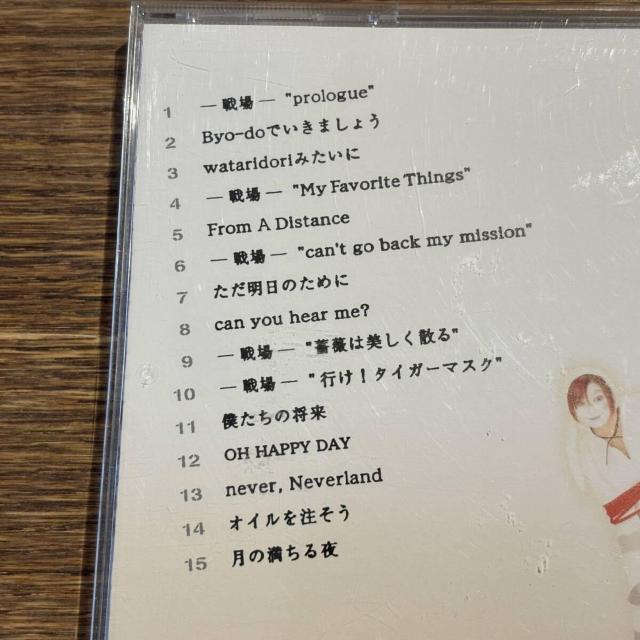 1 ― 戦場 ― "prologue"
2 Byo-doでいきましょう
3 wataridoriみたいに
4 ― 戦場 ― "My Favorite Things"
5 From A Distance
6 ― 戦場 ― "can't go back my mission"
7 ただ明日のために
8 can you hear me?
9 ― 戦場 ― "薔薇は美しく散る"
10 ― 戦場 ― "行け！タイガーマスク"
11 僕たちの将来
12 OH HAPPY DAY
13 never, Neverland
14 オイルを注そう
15 月の満ちる夜